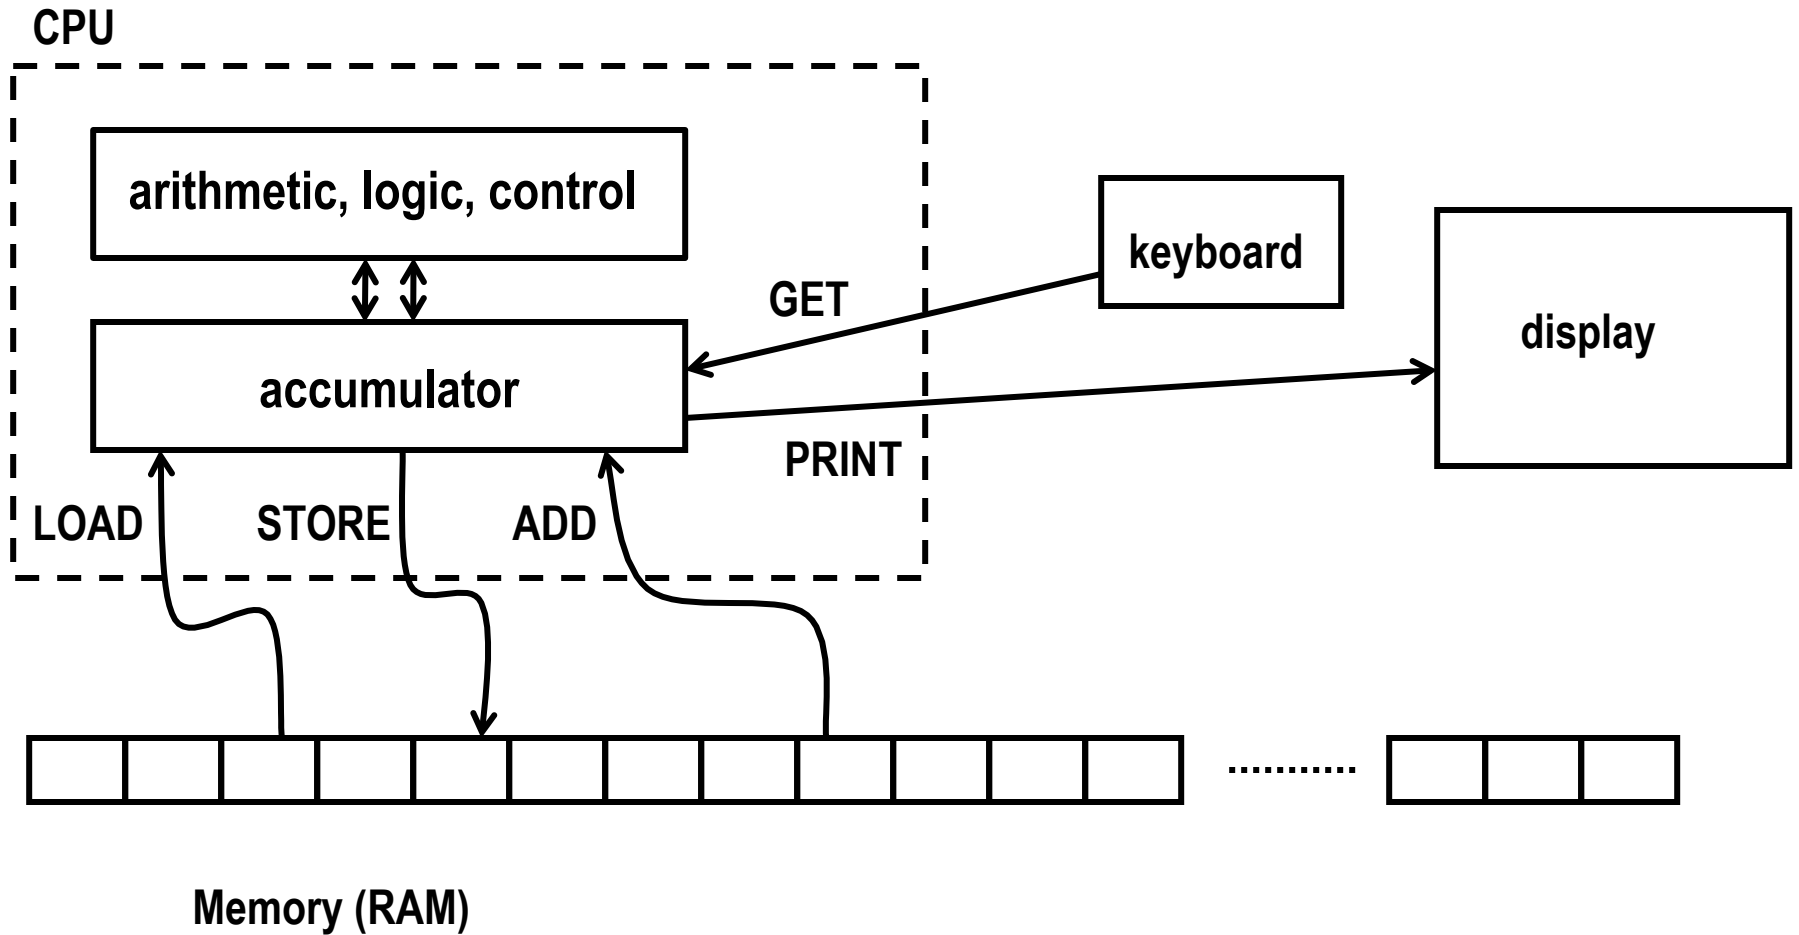 CPU
arithmetic, logic, control
keyboard
GET
display
accumulator
PRINT
LOAD
STORE
ADD
Memory (RAM)